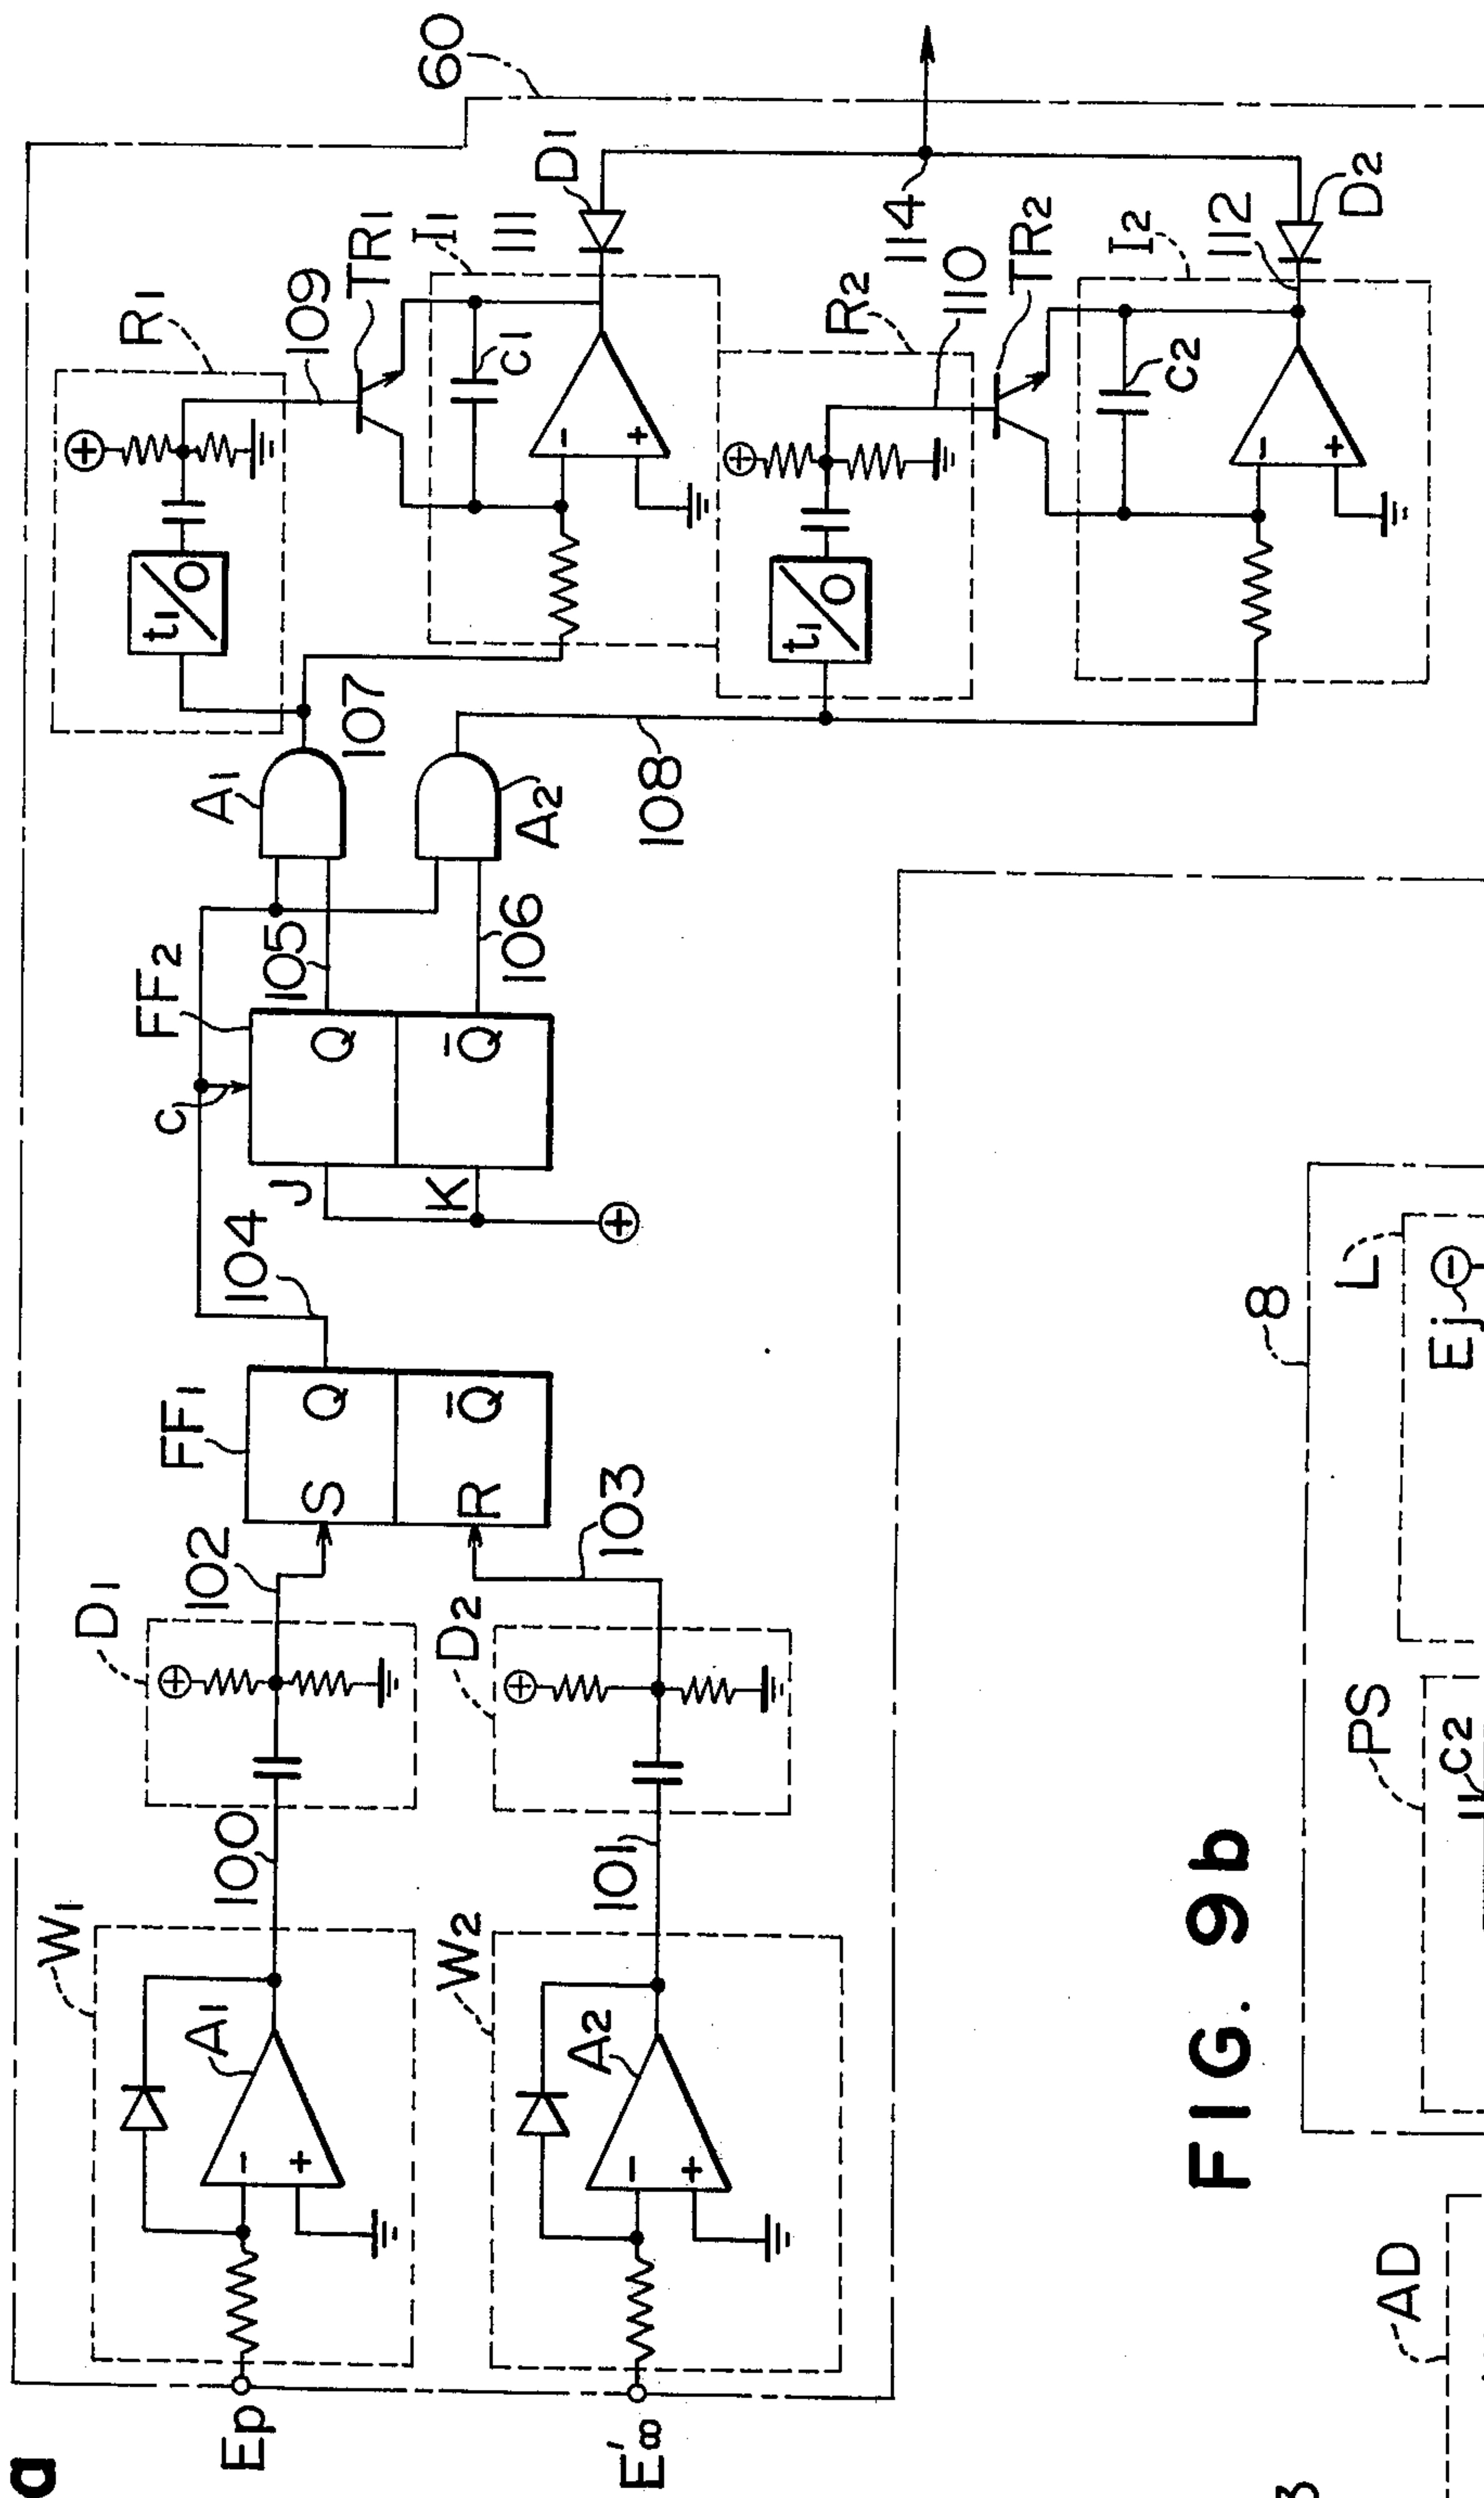 a
60
R1
109
TR1
I1
111
D1
t1/0
C1
-
+
114
R2
110
TR2
I2
112
D2
t1/0
C2
-
+
A1
107
A2
108
FF2
105
106
C
J
K
Q
Q̄
104
FF1
S
Q
R
Q̄
102
103
D1
D2
W1
100
A1
-
+
W2
101
A2
-
+
Ep
E'∞
FIG. 9b
8
L
Ej
PS
C2
AD